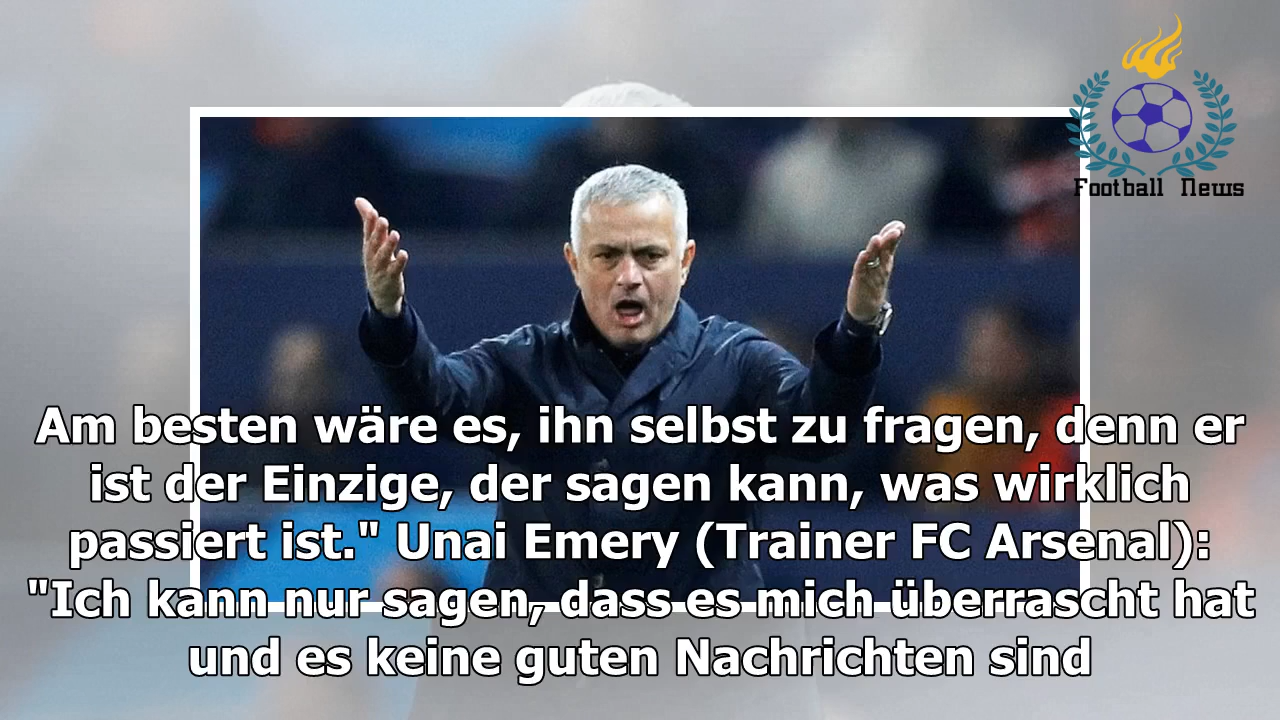 Football News
Am besten wäre es, ihn selbst zu fragen, denn er
ist der Einzige, der sagen kann, was wirklich
passiert ist." Unai Emery (Trainer FC Arsenal):
"Ich kann nur sagen, dass es mich überrascht hat
und es keine guten Nachrichten sind